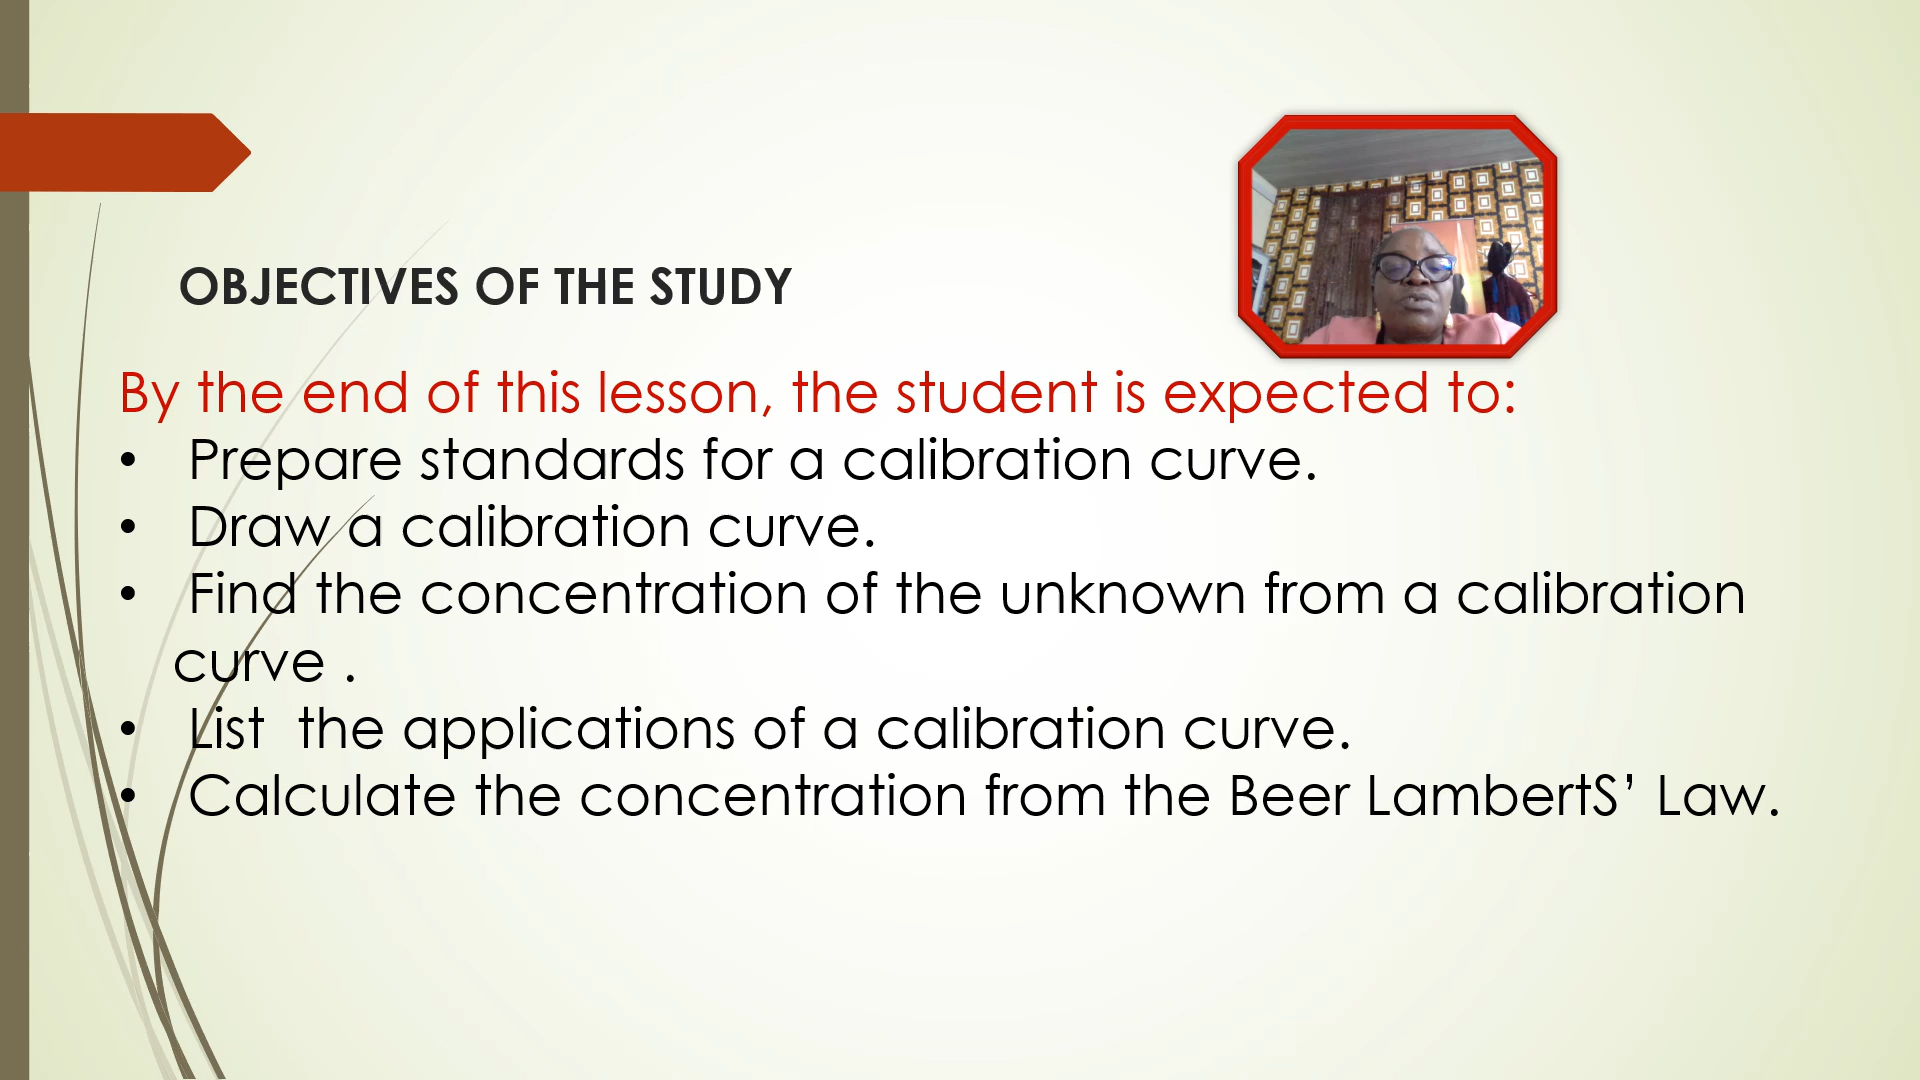 OBJECTIVES OF THE STUDY
By the end of this lesson, the student is expected to:
• Prepare standards for a calibration curve.
• Draw a calibration curve.
• Find the concentration of the unknown from a calibration
curve .
• List  the applications of a calibration curve.
• Calculate the concentration from the Beer LambertS’ Law.